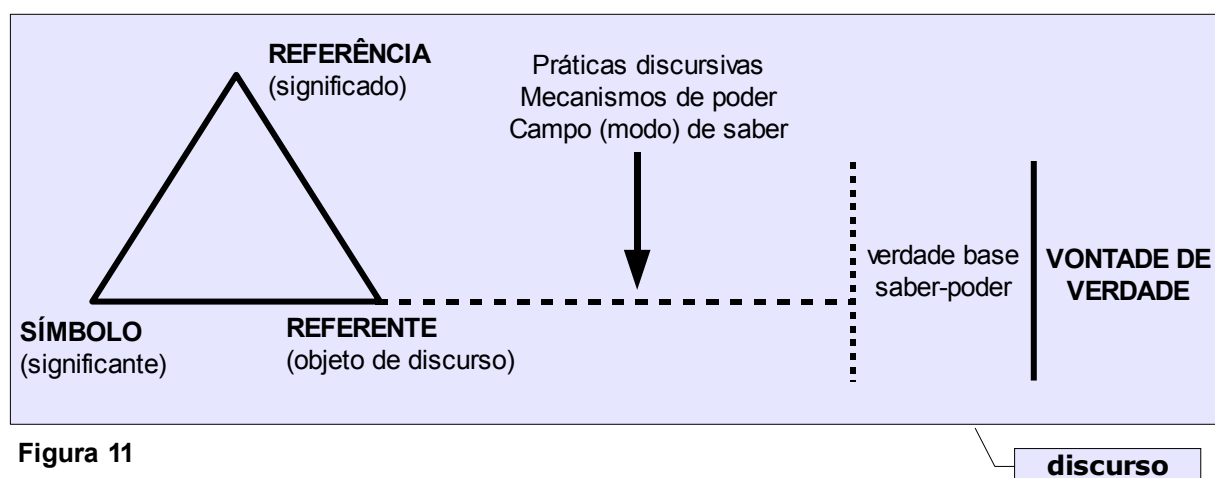 REFERÊNCIA
(significado)
Práticas discursivas
Mecanismos de poder
Campo (modo) de saber
SÍMBOLO
(significante)
REFERENTE
(objeto de discurso)
verdade base
saber-poder
VONTADE DE
VERDADE
Figura 11
discurso